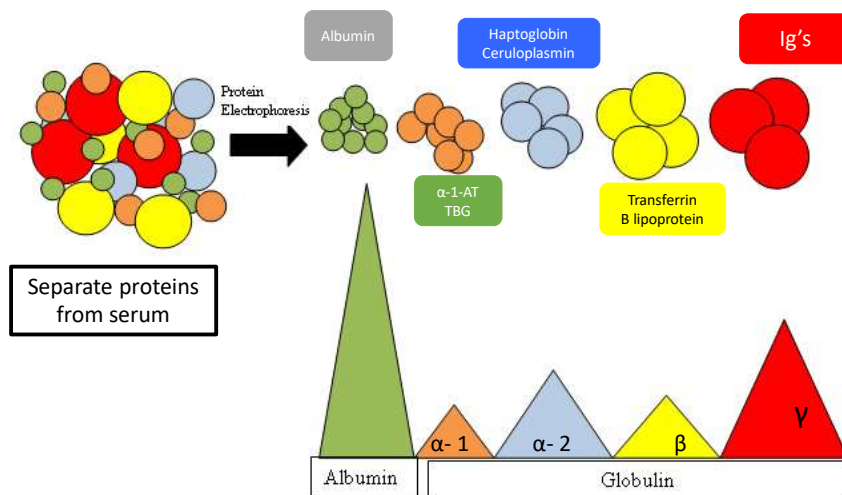 Albumin
Haptoglobin
Ceruloplasmin
Ig's
Protein
Electrophoresis
α-1-AT
TBG
Transferrin
B lipoprotein
Separate proteins
from serum
α- 1
α- 2
β
γ
Albumin
Globulin